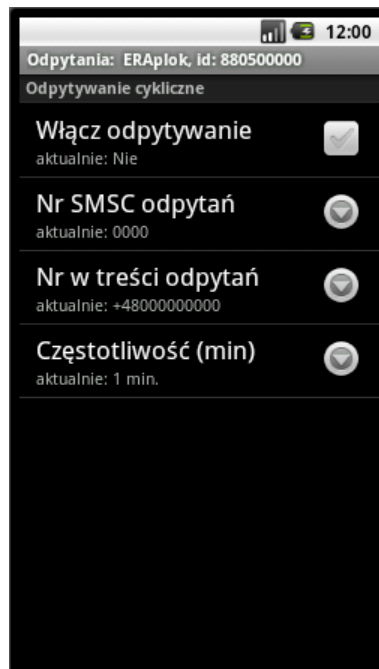 12:00
Odpytania: ERAplok, id: 880500000
Odpytywanie cykliczne
Włącz odpytywanie
aktualnie: Nie
Nr SMSC odpytań
aktualnie: 0000
Nr w treści odpytań
aktualnie: +48000000000
Częstotliwość (min)
aktualnie: 1 min.